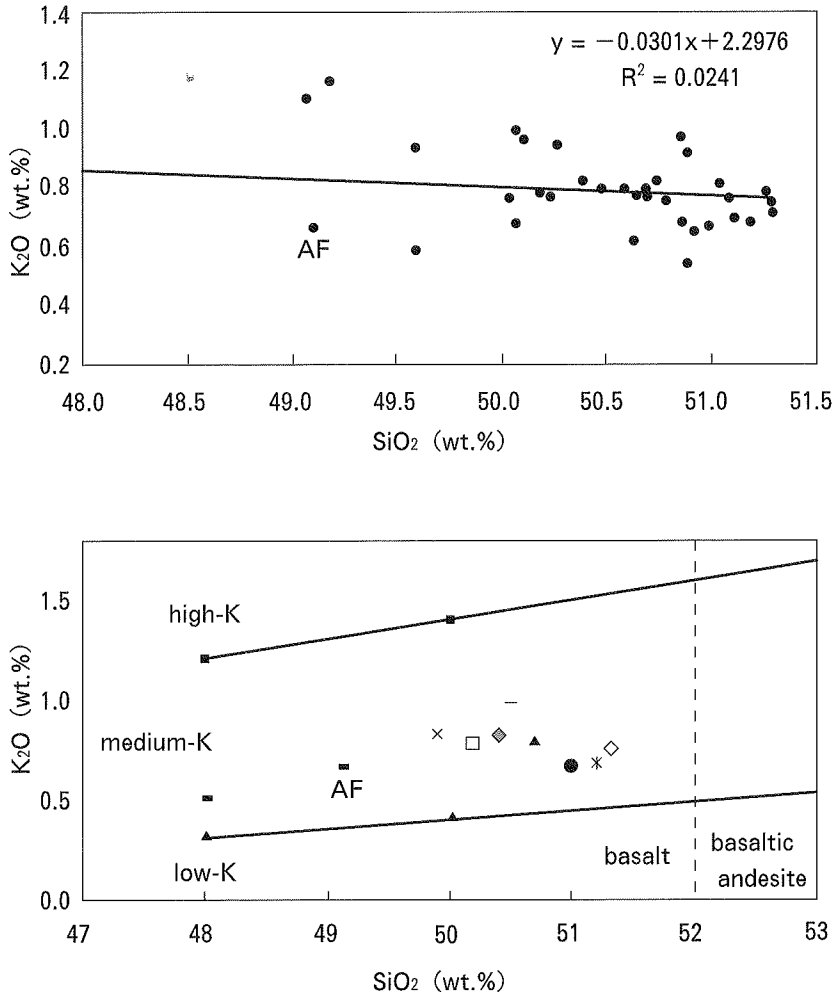 1.4
y = −0.0301x+2.2976
R² = 0.0241
1.2
1.0
0.8
0.6
0.4
0.2
K₂O (wt.%)
AF
48.0 48.5 49.0 49.5 50.0 50.5 51.0 51.5
SiO₂ (wt.%)
1.5
1.0
0.5
0.0
K₂O (wt.%)
high-K
medium-K
AF
low-K
basalt
basaltic
andesite
47 48 49 50 51 52 53
SiO₂ (wt.%)